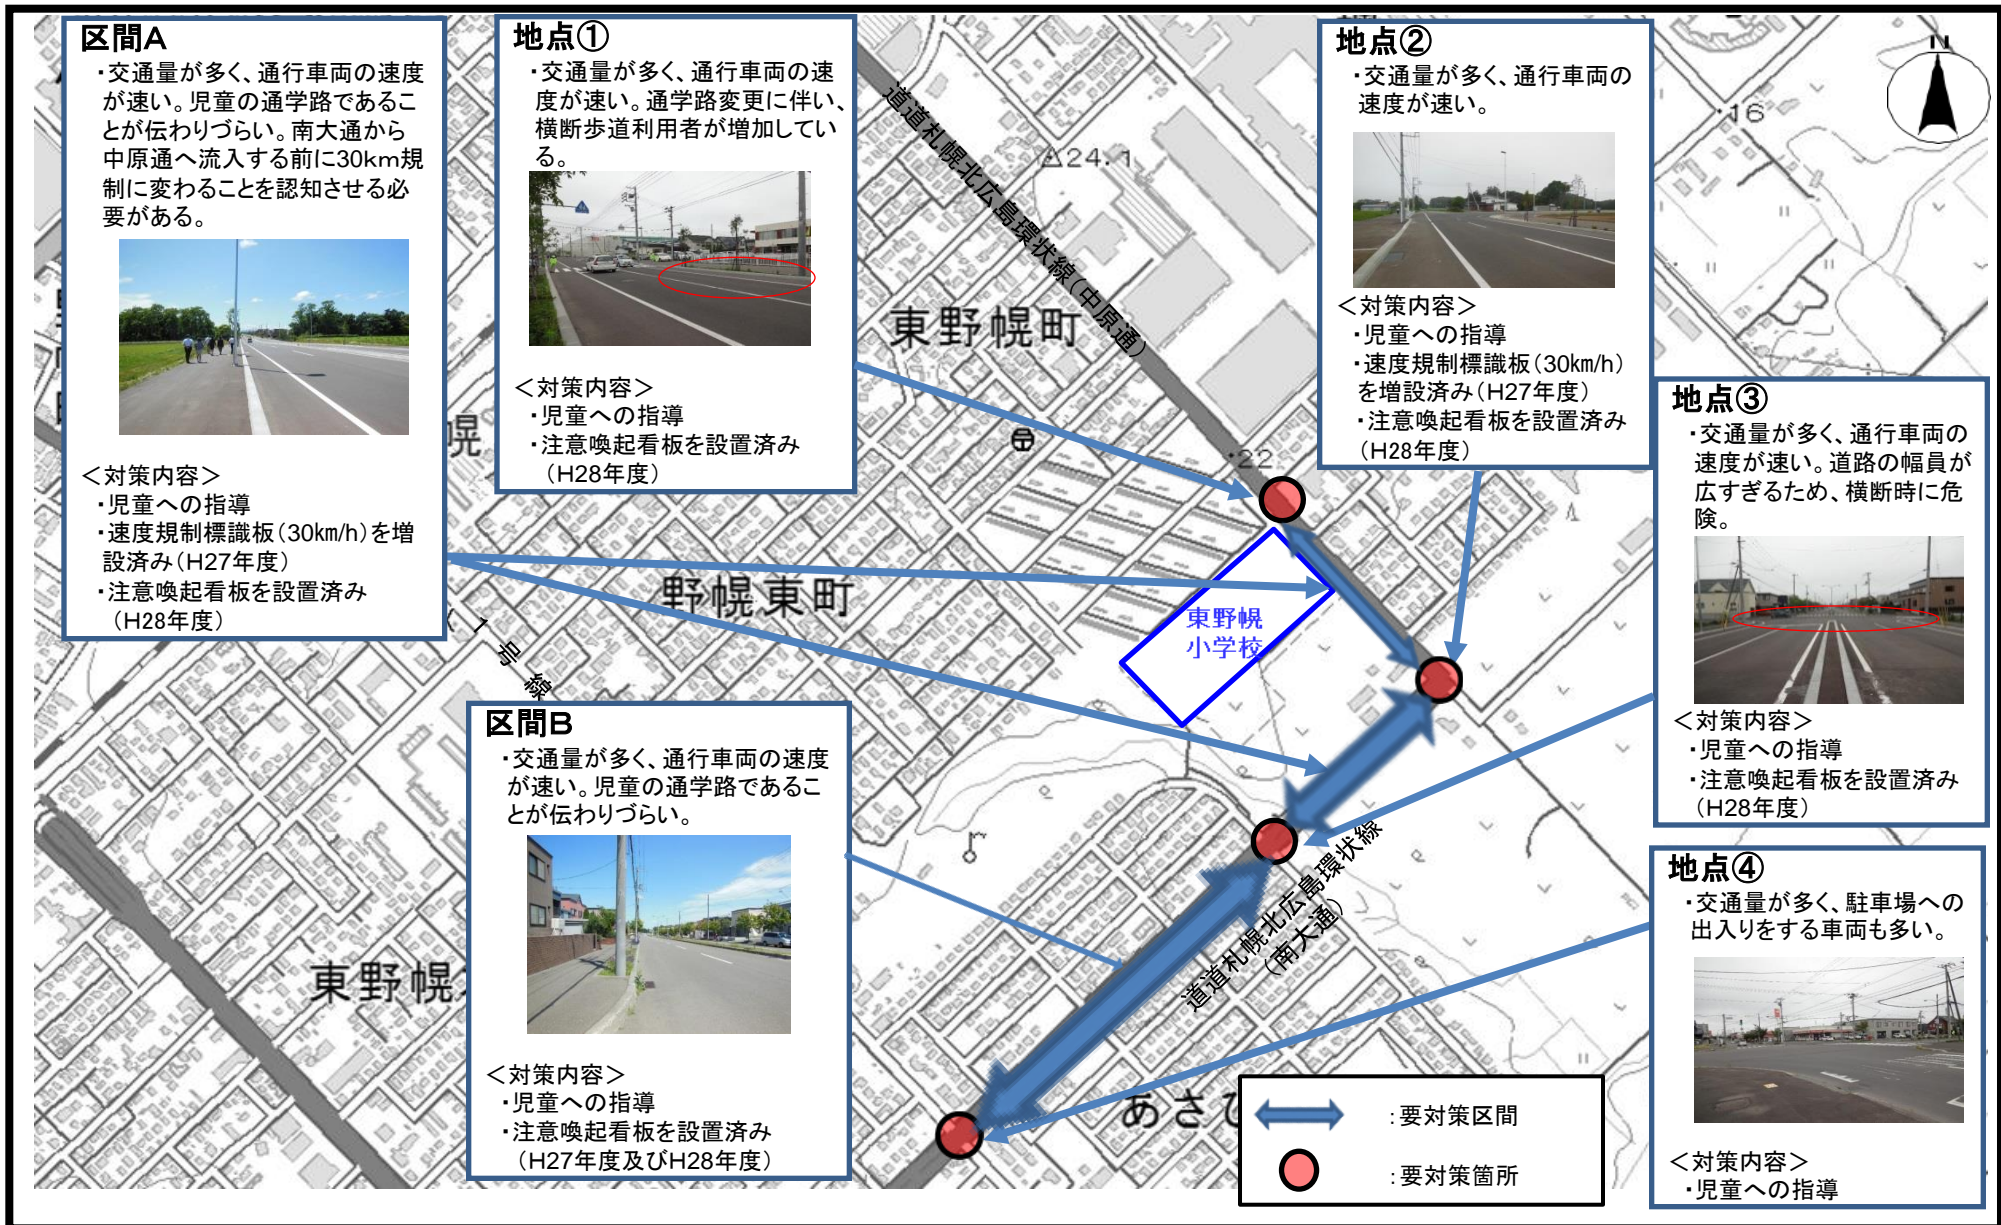 区間A
・交通量が多く、通行車両の速度
が速い。児童の通学路であるこ
とが伝わりづらい。南大通から
中原通へ流入する前に30km規
制に変わることを認知させる必
要がある。
＜対策内容＞
・児童への指導
・速度規制標識板(30km/h)を増
設済み(H27年度)
・注意喚起看板を設置済み
(H28年度)
地点①
・交通量が多く、通行車両の速
度が速い。通学路変更に伴い、
横断歩道利用者が増加してい
る。
＜対策内容＞
・児童への指導
・注意喚起看板を設置済み
(H28年度)
地点②
・交通量が多く、通行車両の
速度が速い。
＜対策内容＞
・児童への指導
・速度規制標識板(30km/h)
を増設済み(H27年度)
・注意喚起看板を設置済み
(H28年度)
地点③
・交通量が多く、通行車両の
速度が速い。道路の幅員が
広すぎるため、横断時に危
険。
＜対策内容＞
・児童への指導
・注意喚起看板を設置済み
(H28年度)
地点④
・交通量が多く、駐車場への
出入りをする車両も多い。
＜対策内容＞
・児童への指導
区間B
・交通量が多く、通行車両の速度
が速い。児童の通学路であるこ
とが伝わりづらい。
＜対策内容＞
・児童への指導
・注意喚起看板を設置済み
(H27年度及びH28年度)
道道札幌北広島環状線(中原通)
道道札幌北広島環状線
(南大通)
東野幌
小学校
東野幌町
野幌東町
東野幌
幌
1号線
あさひ
24.1
・22
・16
N
：要対策区間
：要対策箇所